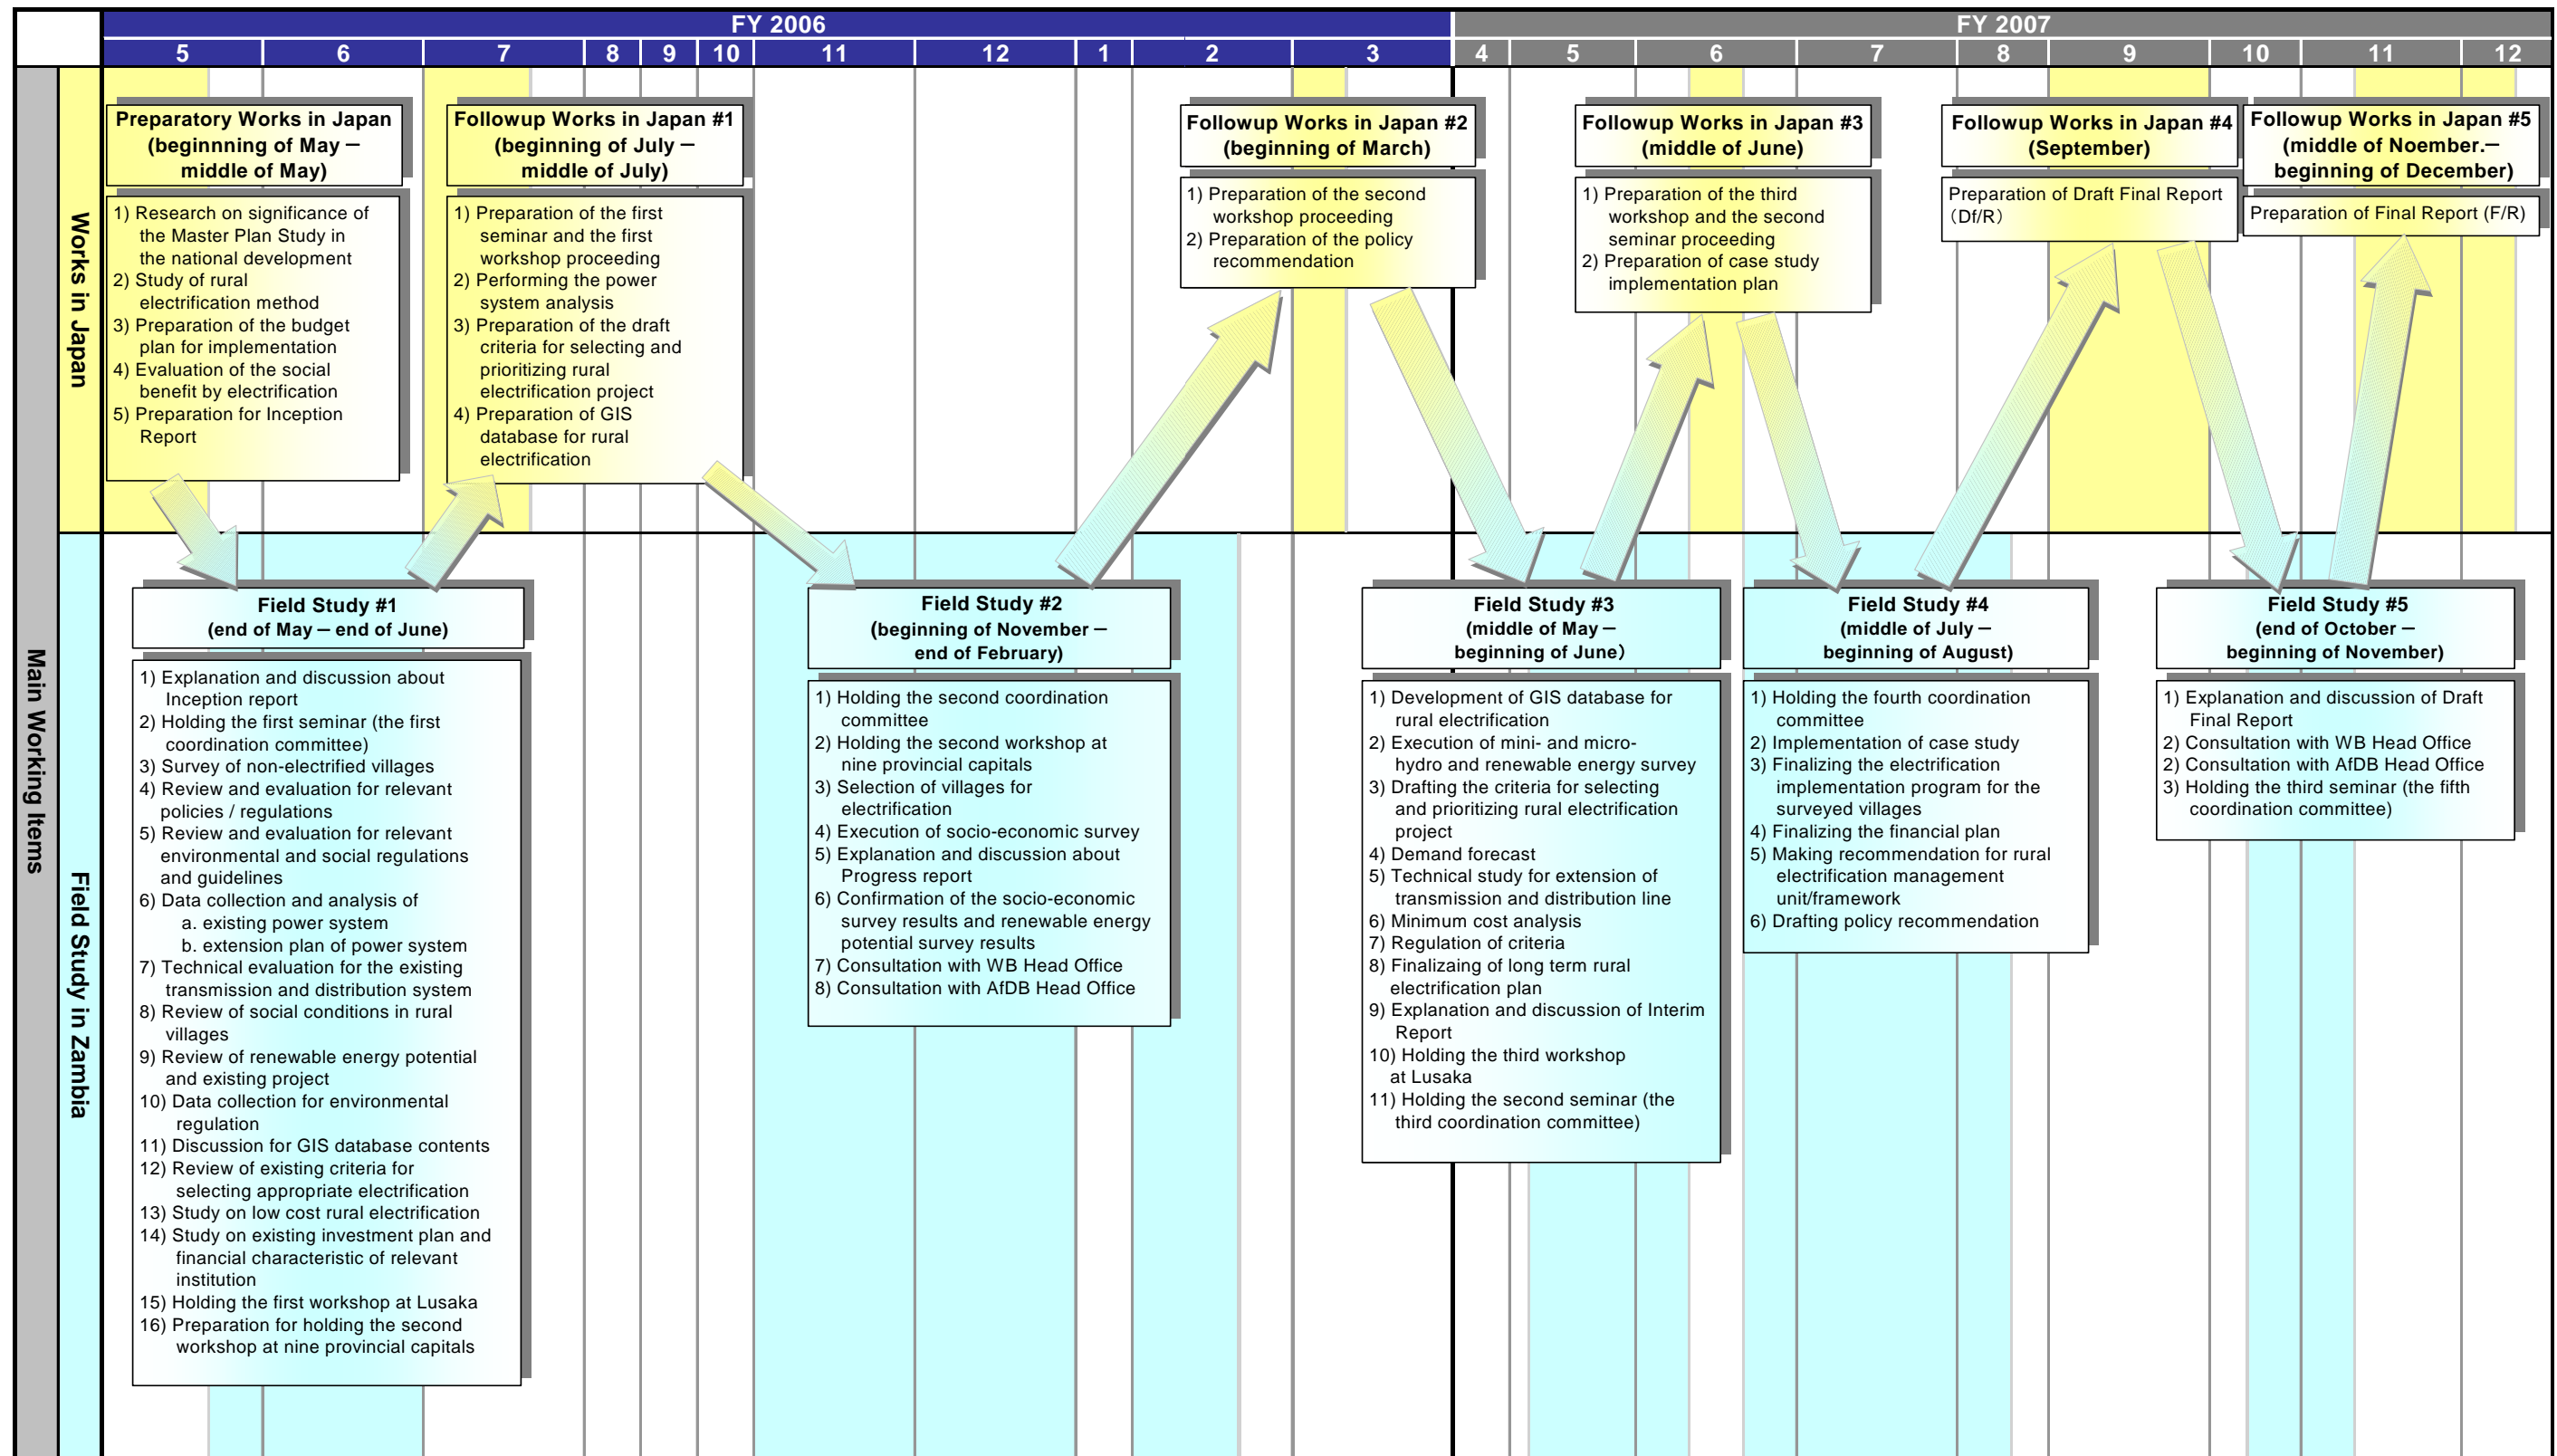 FY 2006
FY 2007
5
6
7
8
9
10
11
12
1
2
3
4
5
6
7
8
9
10
11
12
Main Working Items
Works in Japan
Preparatory Works in Japan
(beginnning of May –
middle of May)
1) Research on significance of
the Master Plan Study in
the national development
2) Study of rural
electrification method
3) Preparation of the budget
plan for implementation
4) Evaluation of the social
benefit by electrification
5) Preparation for Inception
Report
Followup Works in Japan #1
(beginning of July –
middle of July)
1) Preparation of the first
seminar and the first
workshop proceeding
2) Performing the power
system analysis
3) Preparation of the draft
criteria for selecting and
prioritizing rural
electrification project
4) Preparation of GIS
database for rural
electrification
Followup Works in Japan #2
(beginning of March)
1) Preparation of the second
workshop proceeding
2) Preparation of the policy
recommendation
Followup Works in Japan #3
(middle of June)
1) Preparation of the third
workshop and the second
seminar proceeding
2) Preparation of case study
implementation plan
Followup Works in Japan #4
(September)
Preparation of Draft Final Report
（Df/R）
Followup Works in Japan #5
(middle of Noember.–
beginning of December)
Preparation of Final Report (F/R)
Field Study in Zambia
Field Study #1
(end of May – end of June)
1) Explanation and discussion about
Inception report
2) Holding the first seminar (the first
coordination committee)
3) Survey of non-electrified villages
4) Review and evaluation for relevant
policies / regulations
5) Review and evaluation for relevant
environmental and social regulations
and guidelines
6) Data collection and analysis of
a. existing power system
b. extension plan of power system
7) Technical evaluation for the existing
transmission and distribution system
8) Review of social conditions in rural
villages
9) Review of renewable energy potential
and existing project
10) Data collection for environmental
regulation
11) Discussion for GIS database contents
12) Review of existing criteria for
selecting appropriate electrification
13) Study on low cost rural electrification
14) Study on existing investment plan and
financial characteristic of relevant
institution
15) Holding the first workshop at Lusaka
16) Preparation for holding the second
workshop at nine provincial capitals
Field Study #2
(beginning of November –
end of February)
1) Holding the second coordination
committee
2) Holding the second workshop at
nine provincial capitals
3) Selection of villages for
electrification
4) Execution of socio-economic survey
5) Explanation and discussion about
Progress report
6) Confirmation of the socio-economic
survey results and renewable energy
potential survey results
7) Consultation with WB Head Office
8) Consultation with AfDB Head Office
Field Study #3
(middle of May –
beginning of June）
1) Development of GIS database for
rural electrification
2) Execution of mini- and micro-
hydro and renewable energy survey
3) Drafting the criteria for selecting
and prioritizing rural electrification
project
4) Demand forecast
5) Technical study for extension of
transmission and distribution line
6) Minimum cost analysis
7) Regulation of criteria
8) Finalizaing of long term rural
electrification plan
9) Explanation and discussion of Interim
Report
10) Holding the third workshop
at Lusaka
11) Holding the second seminar (the
third coordination committee)
Field Study #4
(middle of July –
beginning of August)
1) Holding the fourth coordination
committee
2) Implementation of case study
3) Finalizing the electrification
implementation program for the
surveyed villages
4) Finalizing the financial plan
5) Making recommendation for rural
electrification management
unit/framework
6) Drafting policy recommendation
Field Study #5
(end of October –
beginning of November)
1) Explanation and discussion of Draft
Final Report
2) Consultation with WB Head Office
2) Consultation with AfDB Head Office
3) Holding the third seminar (the fifth
coordination committee)